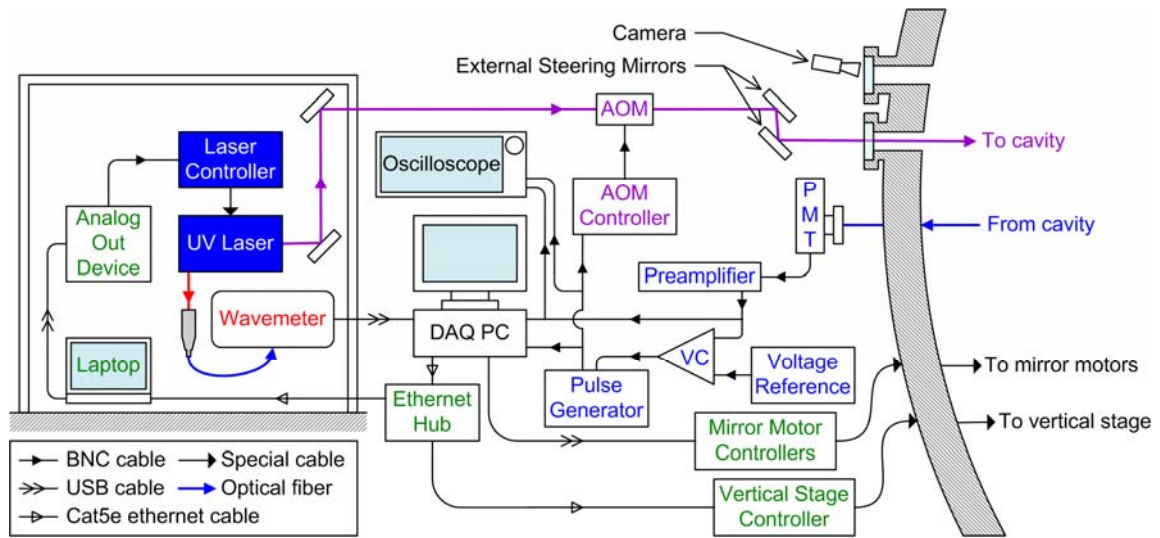 Camera
External Steering Mirrors
AOM
To cavity
Laser
Controller
Oscilloscope
AOM
Controller
P
M
T
Analog
Out
Device
UV Laser
From cavity
Preamplifier
Wavemeter
DAQ PC
VC
Voltage
Reference
Laptop
Pulse
Generator
To mirror motors
Ethernet
Hub
Mirror Motor
Controllers
To vertical stage
BNC cable
Special cable
USB cable
Optical fiber
Cat5e ethernet cable
Vertical Stage
Controller